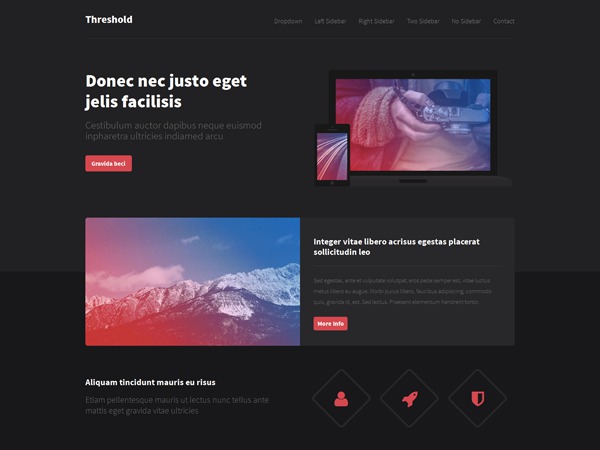 Threshold
Dropdown Left Sidebar Right Sidebar Two Sidebar No Sidebar Contact
Donec nec justo eget
jelis facilisis
Cestibulum auctor dapibus neque euismod
inpharetra ultricies indiamed arcu
Gravida beci
Integer vitae libero acrisus egestas placerat
sollicitudin leo
Sed egestas, ante et vulputate volutpat, eros pede semper est, vitae luctus
metus libero eu augue. Morbi purus libero, faucibus adipiscing, commodo
quis, gravida id, est. Sed lectus. Praesent elementum hendrerit tortor.
More Info
Aliquam tincidunt mauris eu risus
Etiam pellentesque mauris ut lectus nunc tellus ante
mattis eget gravida vitae ultricies